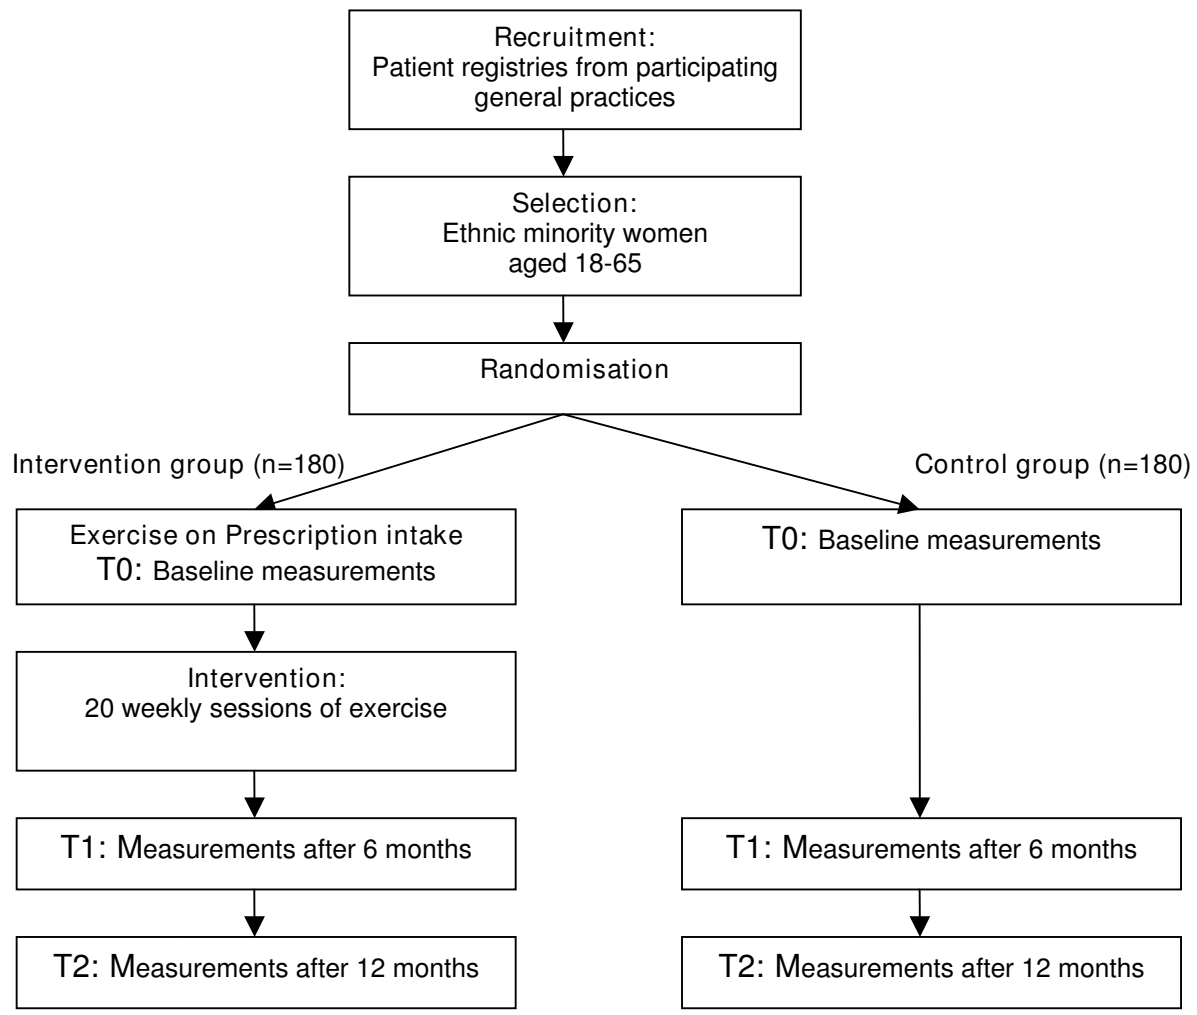 Recruitment:
Patient registries from participating
general practices
Selection:
Ethnic minority women
aged 18-65
Randomisation
Intervention group (n=180)
Control group (n=180)
Exercise on Prescription intake
T0: Baseline measurements
T0: Baseline measurements
Intervention:
20 weekly sessions of exercise
T1: Measurements after 6 months
T1: Measurements after 6 months
T2: Measurements after 12 months
T2: Measurements after 12 months